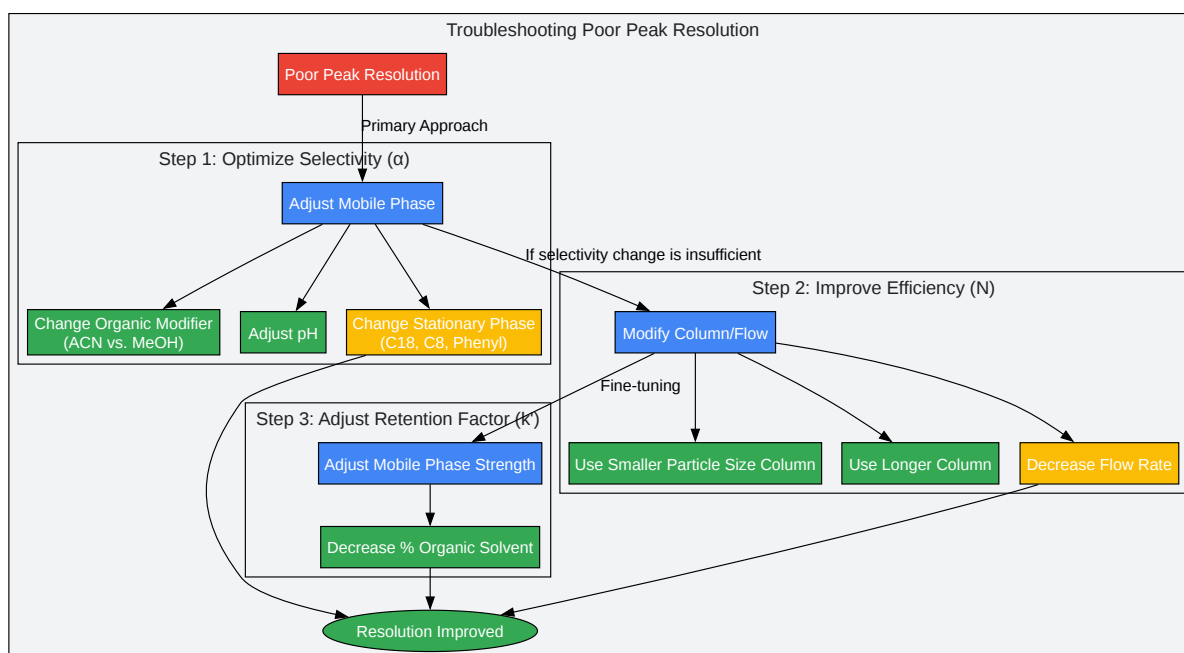 Troubleshooting Poor Peak Resolution
Poor Peak Resolution
Primary Approach
Step 1: Optimize Selectivity (α)
Adjust Mobile Phase
If selectivity change is insufficient
Change Organic Modifier
(ACN vs. MeOH)
Adjust pH
Change Stationary Phase
(C18, C8, Phenyl)
Step 2: Improve Efficiency (N)
Modify Column/Flow
Fine-tuning
Use Smaller Particle Size Column
Use Longer Column
Decrease Flow Rate
Step 3: Adjust Retention Factor (k')
Adjust Mobile Phase Strength
Decrease % Organic Solvent
Resolution Improved